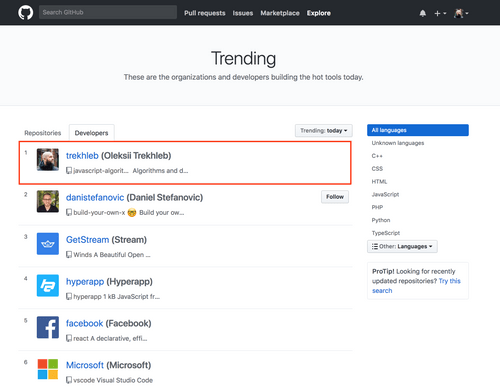 Search GitHub
Pull requests Issues Marketplace Explore
Trending
These are the organizations and developers building the hot tools today.
Repositories Developers
Trending: today
1
trekhleb (Oleksii Trekhleb)
javascript-algorit... Algorithms and d...
2
danistefanovic (Daniel Stefanovic)
Follow
build-your-own-x 🤓 Build your ow...
3
GetStream (Stream)
Winds A Beautiful Open ...
4
hyperapp (Hyperapp)
hyperapp 1 kB JavaScript fr...
5
facebook (Facebook)
react A declarative, effi...
6
Microsoft (Microsoft)
vscode Visual Studio Code
All languages
Unknown languages
C++
CSS
HTML
JavaScript
PHP
Python
TypeScript
Other: Languages
ProTip! Looking for recently
updated repositories? Try this
search